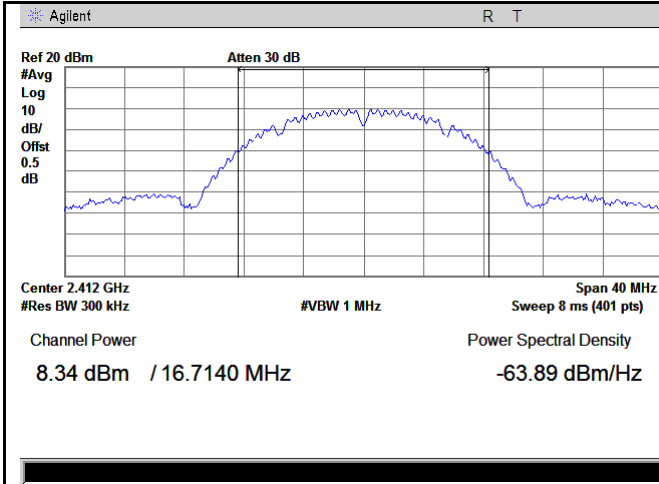 Agilent R T
Ref 20 dBm Atten 30 dB
#Avg
Log
10
dB/
Offst
0.5
dB
Center 2.412 GHz Span 40 MHz
#Res BW 300 kHz #VBW 1 MHz Sweep 8 ms (401 pts)
Channel Power Power Spectral Density
8.34 dBm / 16.7140 MHz -63.89 dBm/Hz